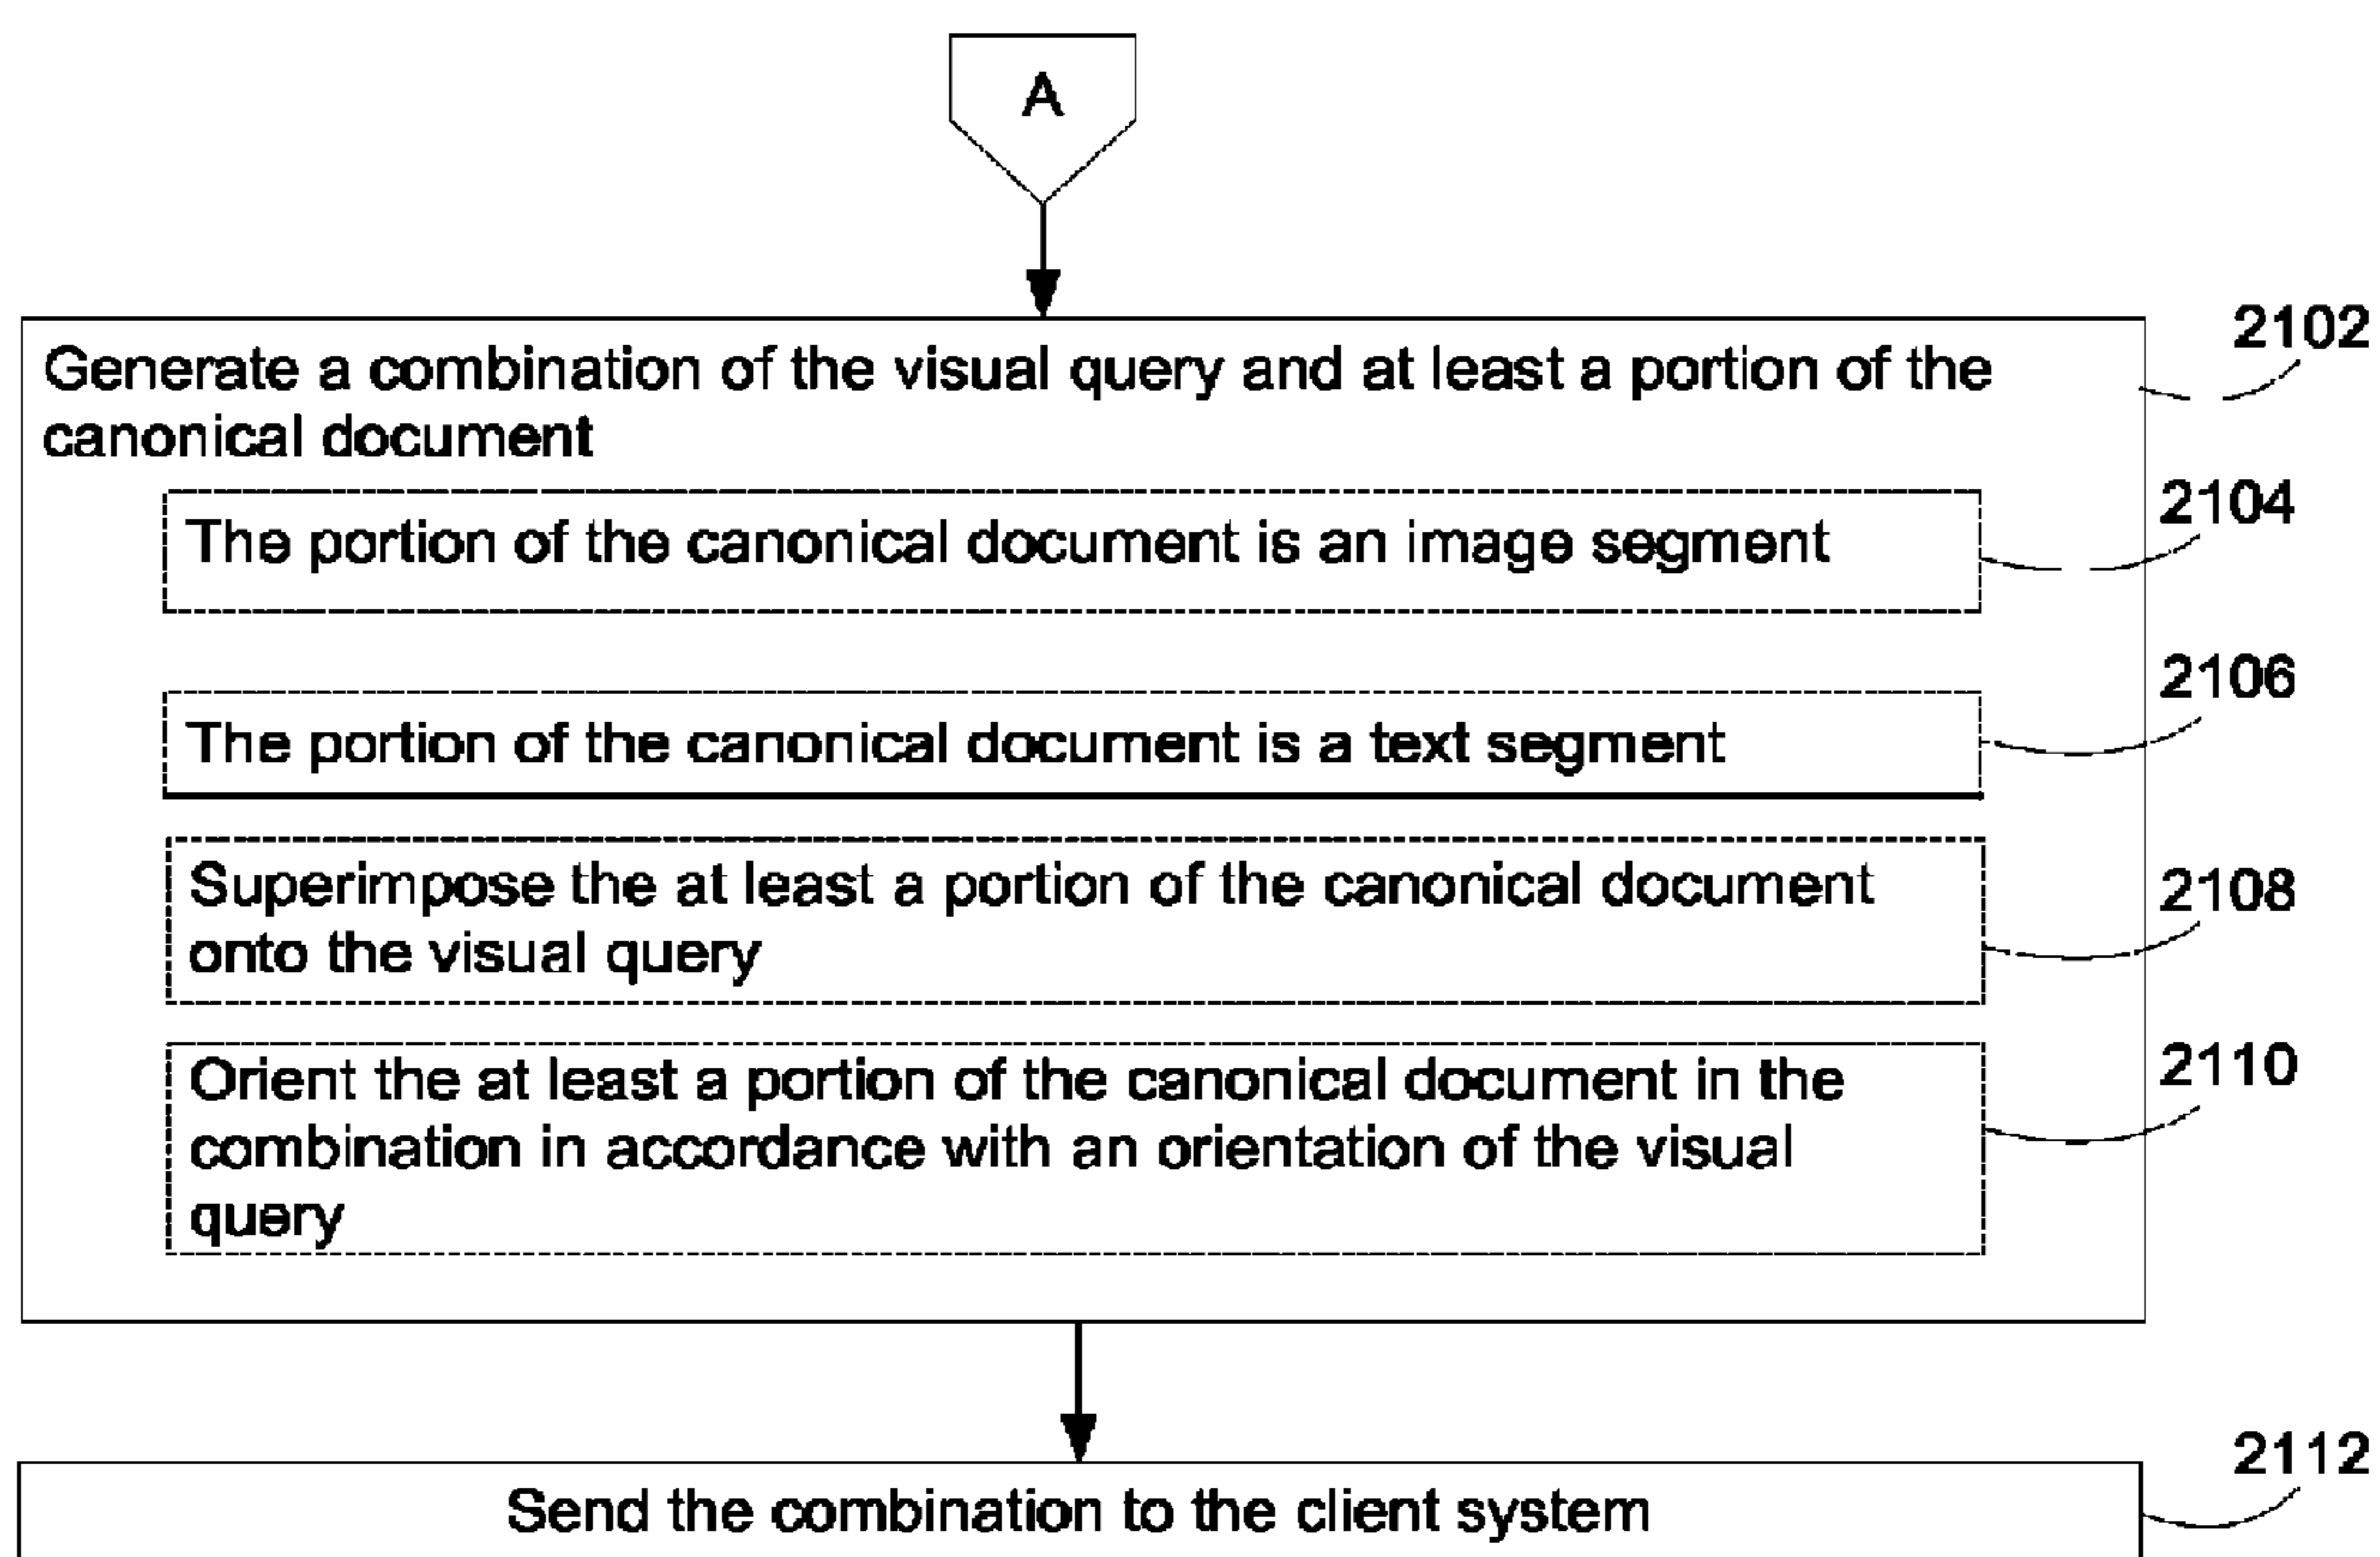 A
2102
Generate a combination of the visual query and at least a portion of the
canonical document
2104
The portion of the canonical document is an image segment
2106
The portion of the canonical document is a text segment
2108
Superimpose the at least a portion of the canonical document
onto the visual query
2110
Orient the at least a portion of the canonical document in the
combination in accordance with an orientation of the visual
query
2112
Send the combination to the client system